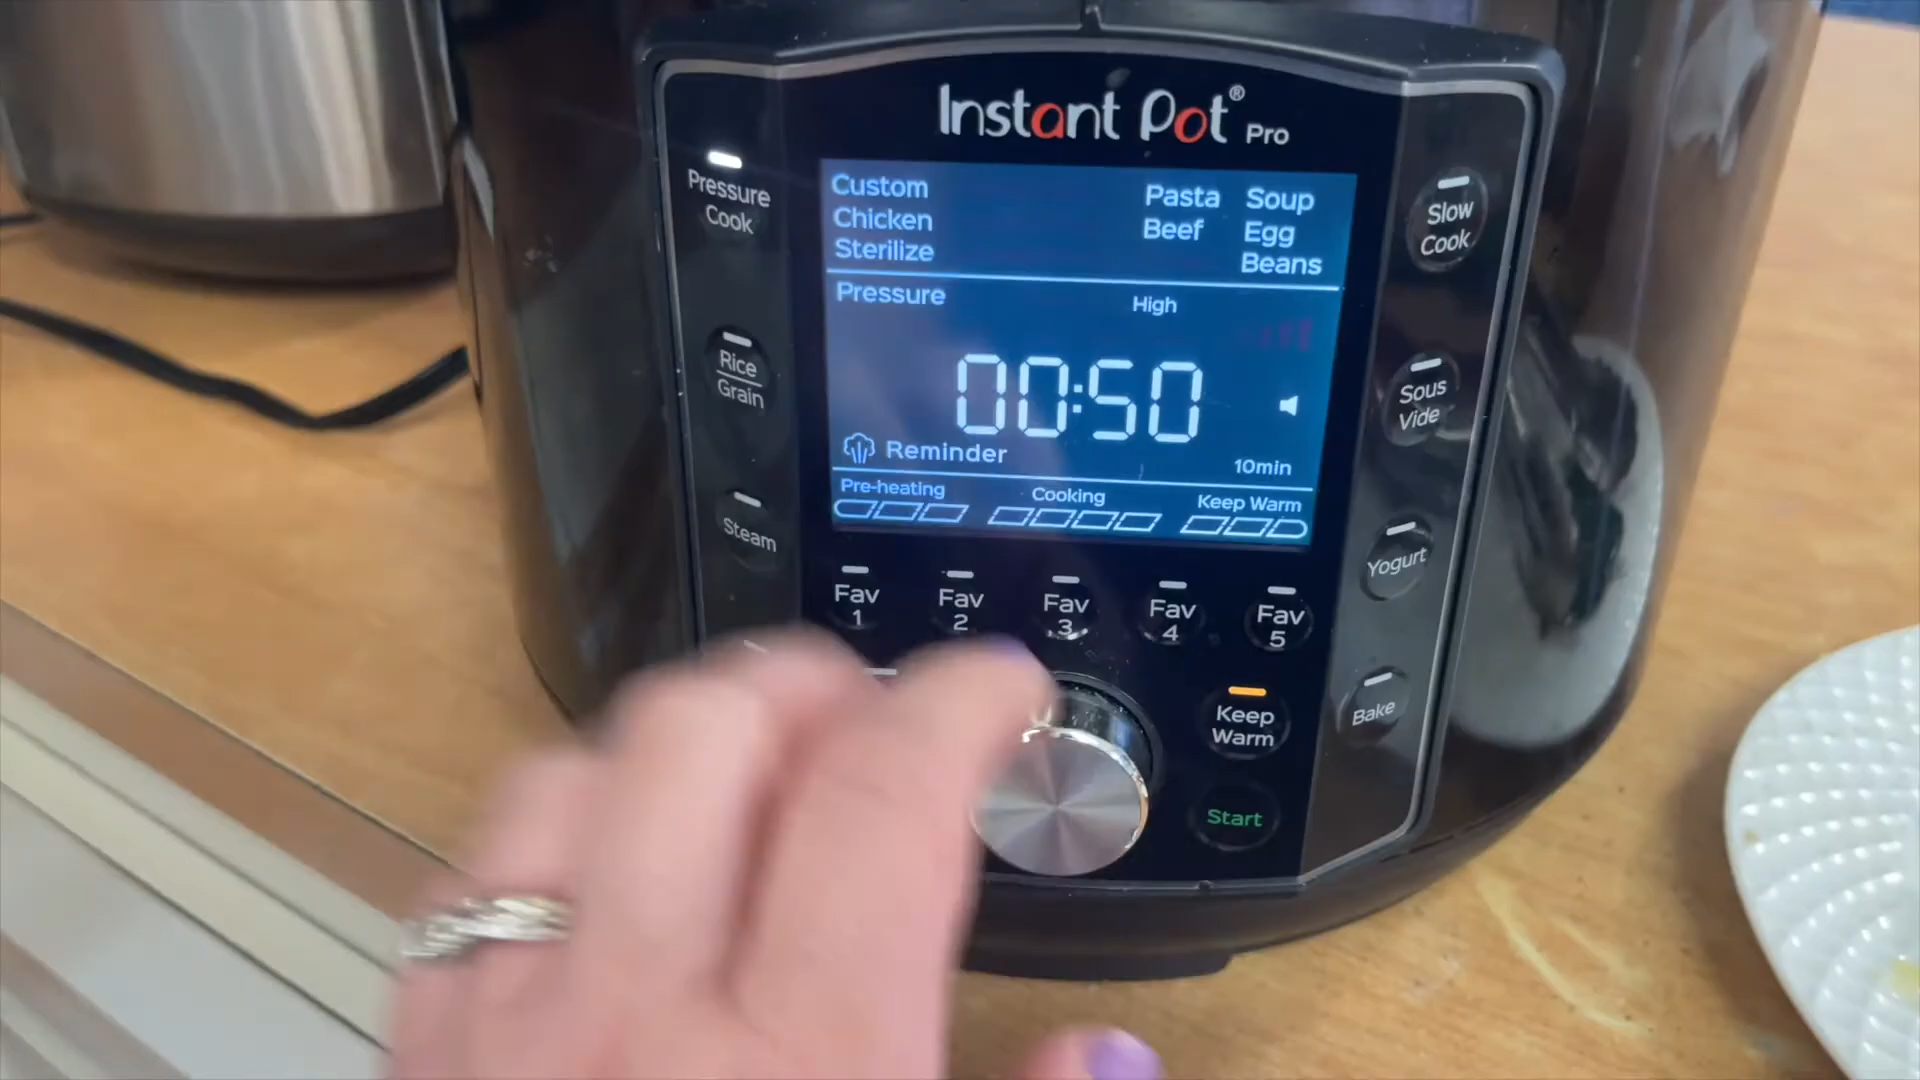 Instant Pot® Pro
Pressure
Cook
Custom
Chicken
Sterilize
Pasta
Beef
Soup
Egg
Beans
Slow
Cook
Pressure
High
00:50
Reminder
10min
Rice
Grain
Sous
Vide
Pre-heating
Cooking
Keep Warm
Steam
Yogurt
Fav
1
Fav
2
Fav
3
Fav
4
Fav
5
Keep
Warm
Bake
Start